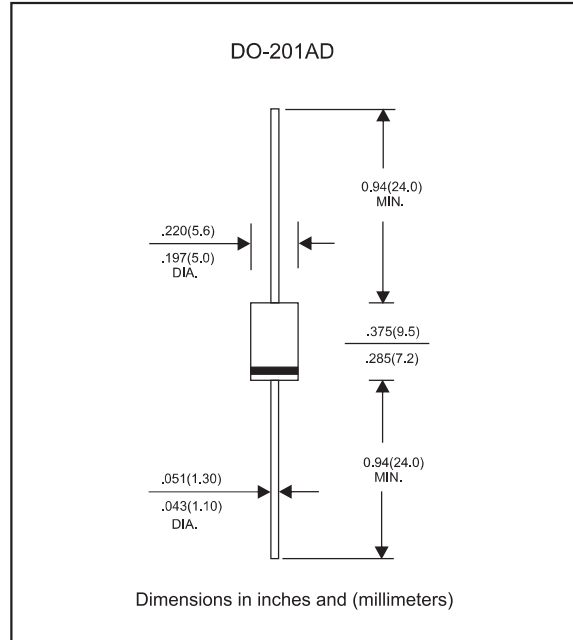 DO-201AD
0.94(24.0)
MIN.
.220(5.6)
.197(5.0)
DIA.
.375(9.5)
.285(7.2)
0.94(24.0)
MIN.
.051(1.30)
.043(1.10)
DIA.
Dimensions in inches and (millimeters)